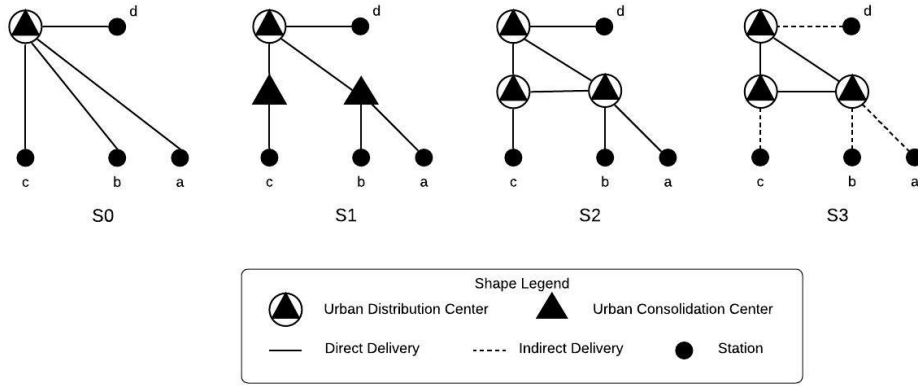 d
d
d
d
c
b
a
c
b
a
c
b
a
c
b
a
S0
S1
S2
S3
Shape Legend
Urban Distribution Center
Urban Consolidation Center
Direct Delivery
Indirect Delivery
Station